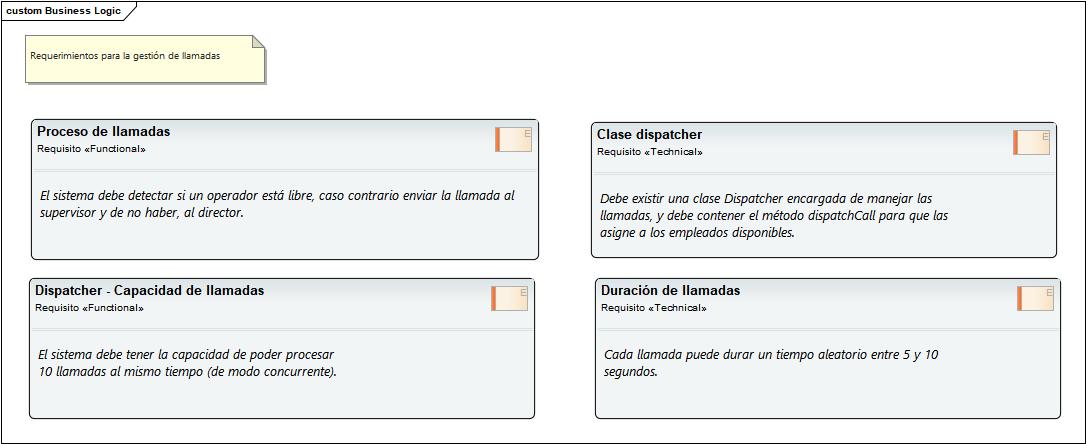 custom Business Logic
Requerimientos para la gestión de llamadas
Proceso de llamadas
Requisito «Functional»
El sistema debe detectar si un operador está libre, caso contrario enviar la llamada al
supervisor y de no haber, al director.
Clase dispatcher
Requisito «Technical»
Debe existir una clase Dispatcher encargada de manejar las
llamadas, y debe contener el método dispatchCall para que las
asigne a los empleados disponibles.
Dispatcher - Capacidad de llamadas
Requisito «Functional»
El sistema debe tener la capacidad de poder procesar
10 llamadas al mismo tiempo (de modo concurrente).
Duración de llamadas
Requisito «Technical»
Cada llamada puede durar un tiempo aleatorio entre 5 y 10
segundos.